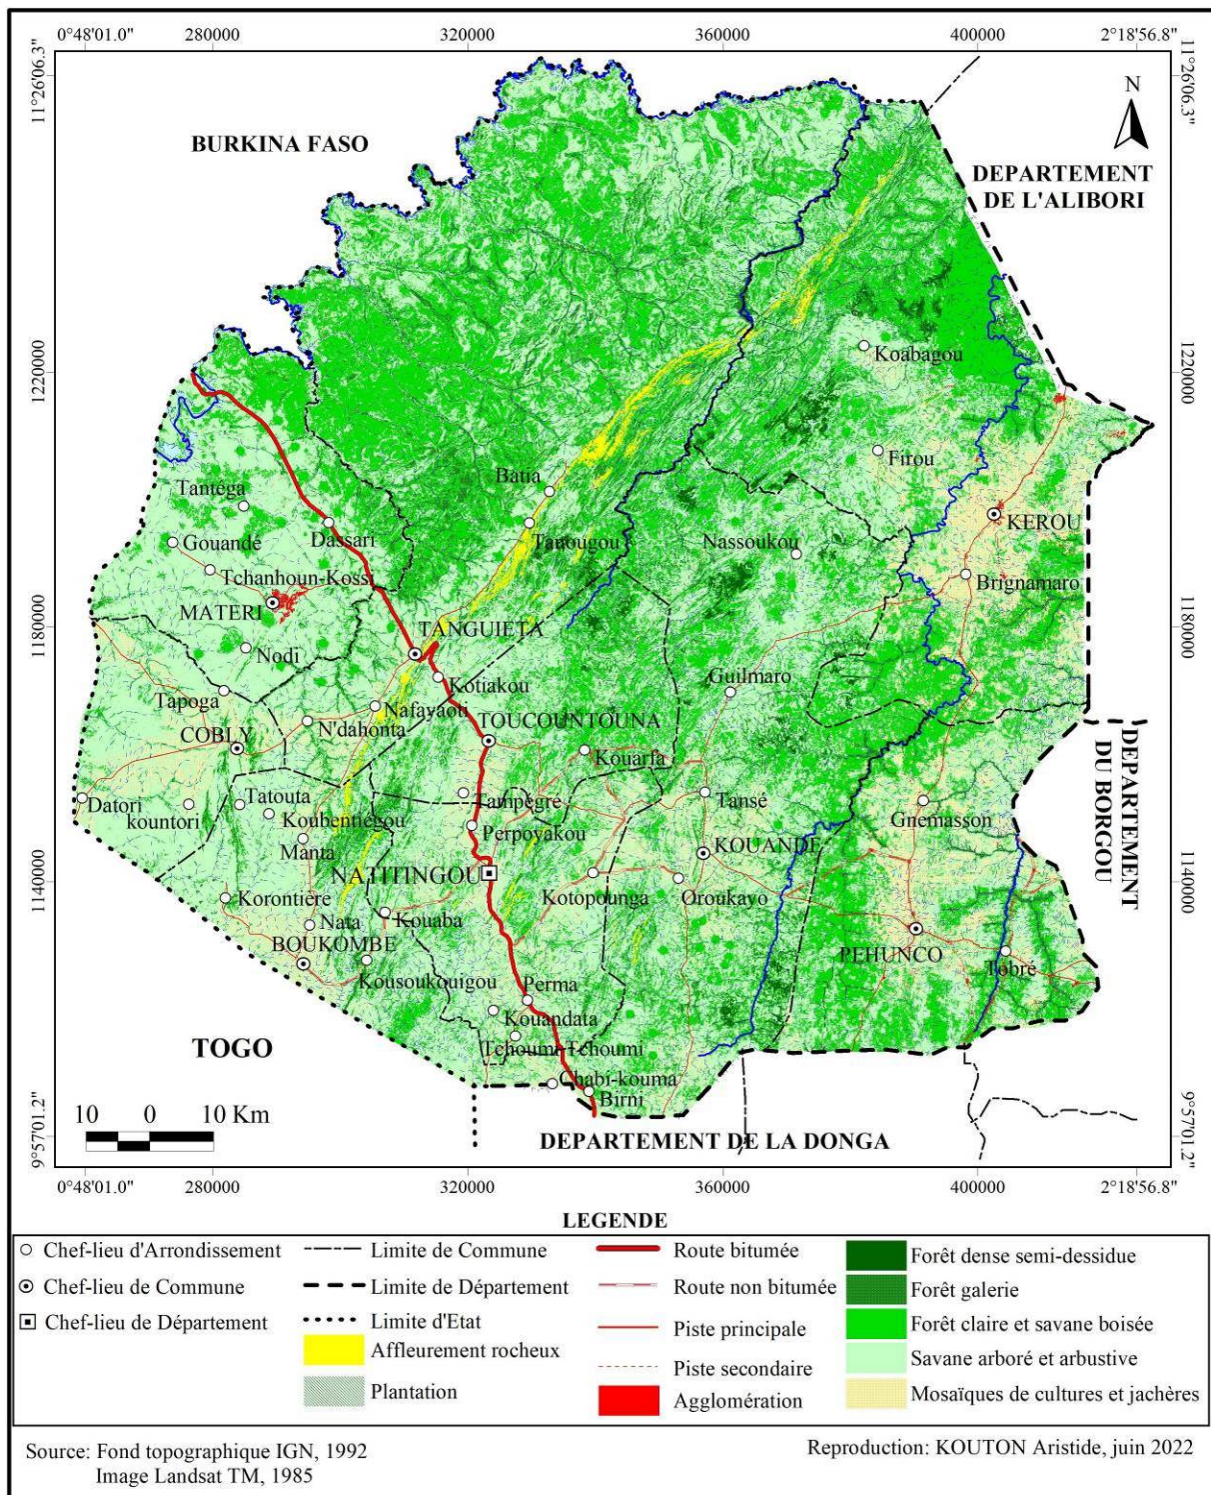 0°48'01.0" 280000 320000 360000 400000 2°18'56.8"
11°26'06.3"
11°26'06.3"
N
BURKINA FASO
DEPARTEMENT
DE L'ALIBORI
Koabagou
1220000
1220000
Firou
Batia
Tantéga
KEROU
Dassari
Tanougou
Nassoukou
Gouandé
Tchanhoun-Kossi
Brignamaro
MATERI
1180000
1180000
TANGUIETA
Nodi
Kotiakou
Guilmaro
Tapoga
Nafayaoti
N'dahonta
TOUCOUNTOUNA
COBLY
Kouarfa
DEPARTEMENT
DU BORGOU
Datori
Tatouta
Tampègre
Tansé
kountori
Koubentiégou
Gnemasson
Perpoyakou
Manta
KOUANDE
NATITINGOU
1140000
1140000
Korontière
Kotopounga
Oroukayo
Nata
Kouaba
BOUKOMBE
PEHUNCO
Tobré
Kousoukouigou
Perma
Kouandata
TOGO
Tchoumi-Tchoumi
Chabi-kouma
Birni
10 0 10 Km
DEPARTEMENT DE LA DONGA
9°57'01.2"
9°57'01.2"
0°48'01.0" 280000 320000 360000 400000 2°18'56.8"
LEGENDE
Chef-lieu d'Arrondissement
Chef-lieu de Commune
Chef-lieu de Département
Limite de Commune
Limite de Département
Limite d'Etat
Affleurement rocheux
Plantation
Route bitumée
Route non bitumée
Piste principale
Piste secondaire
Agglomération
Forêt dense semi-dessidue
Forêt galerie
Forêt claire et savane boisée
Savane arboré et arbustive
Mosaïques de cultures et jachères
Source: Fond topographique IGN, 1992
Image Landsat TM, 1985
Reproduction: KOUTON Aristide, juin 2022